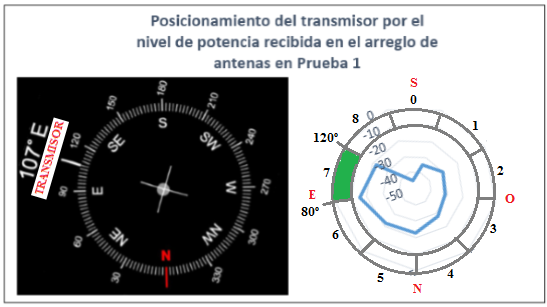 Posicionamiento del transmisor por el
nivel de potencia recibida en el arreglo de
antenas en Prueba 1
107° E
TRANSMISOR
180
150
210
120
240
90
270
60
300
30
330
S
SE
SW
E
W
NE
NW
N
S
0
8
1
120°
7
2
E
O
80°
6
3
5
4
N
0
-10
-20
-30
-40
-50